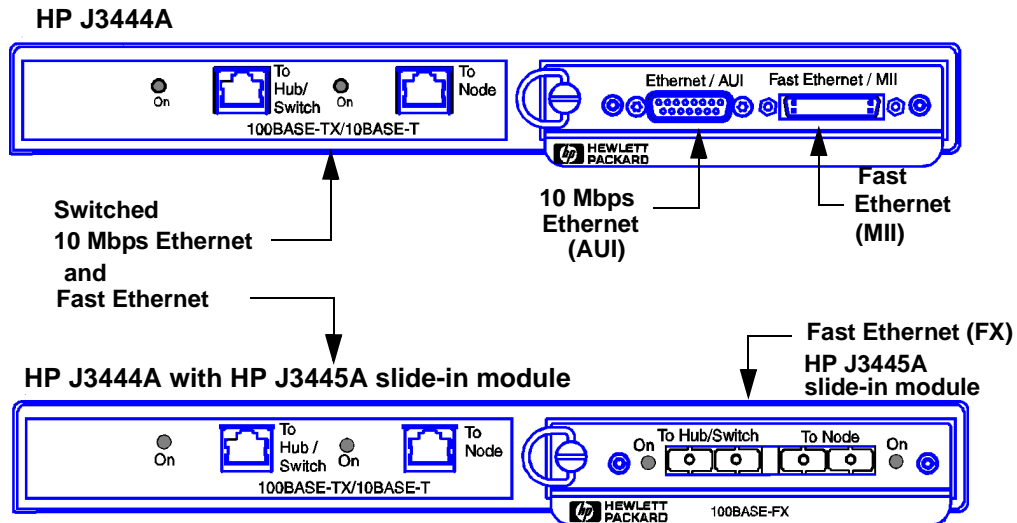 HP J3444A
On
To
Hub/
Switch
On
To
Node
100BASE-TX/10BASE-T
Ethernet / AUI
Fast Ethernet / MII
hp HEWLETT
PACKARD
Switched
10 Mbps Ethernet
and
Fast Ethernet
10 Mbps
Ethernet
(AUI)
Fast
Ethernet
(MII)
Fast Ethernet (FX)
HP J3445A
slide-in module
HP J3444A with HP J3445A slide-in module
On
To
Hub /
Switch
On
To
Node
100BASE-TX/10BASE-T
On
To Hub/Switch
To Node
On
hp HEWLETT
PACKARD
100BASE-FX